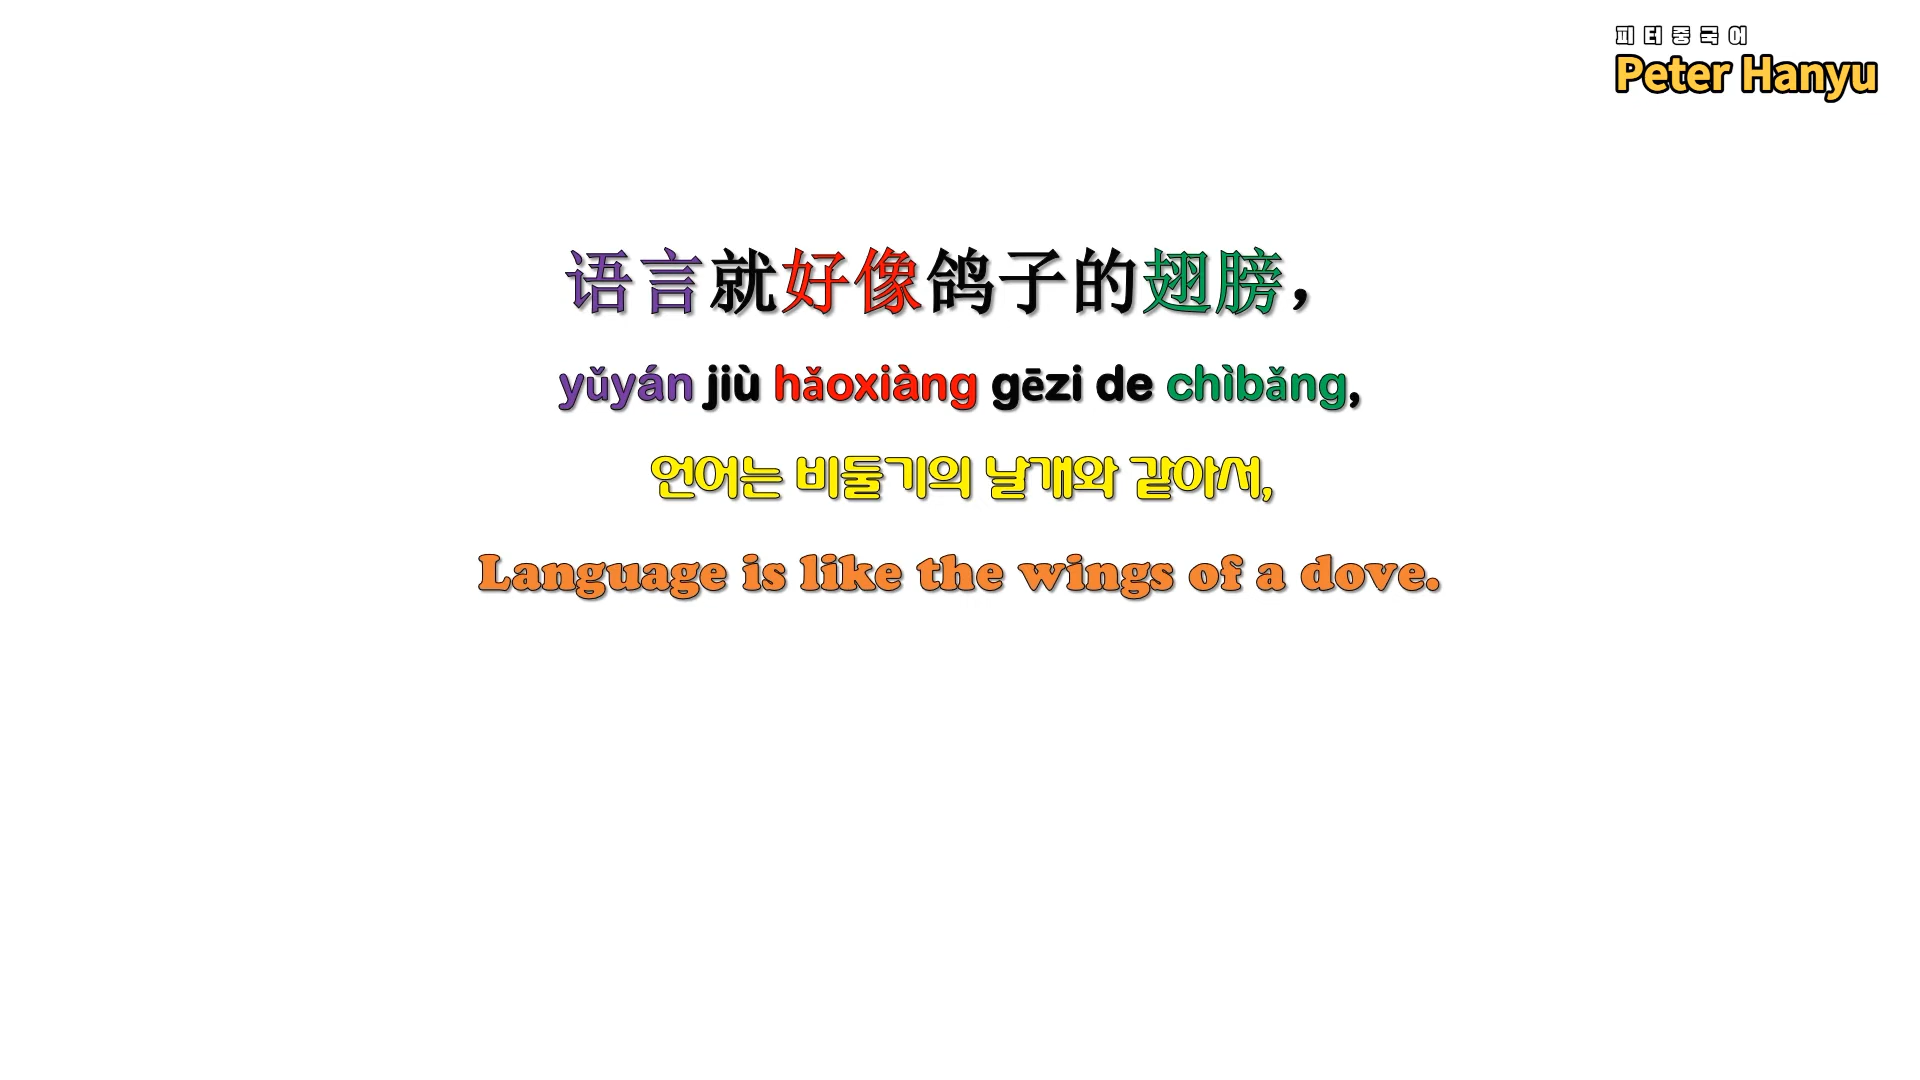 피터중국어
Peter Hanyu
语言就好像鸽子的翅膀，
yǔyán jiù hǎoxiàng gēzi de chìbǎng,
언어는 비둘기의 날개와 같아서,
Language is like the wings of a dove.